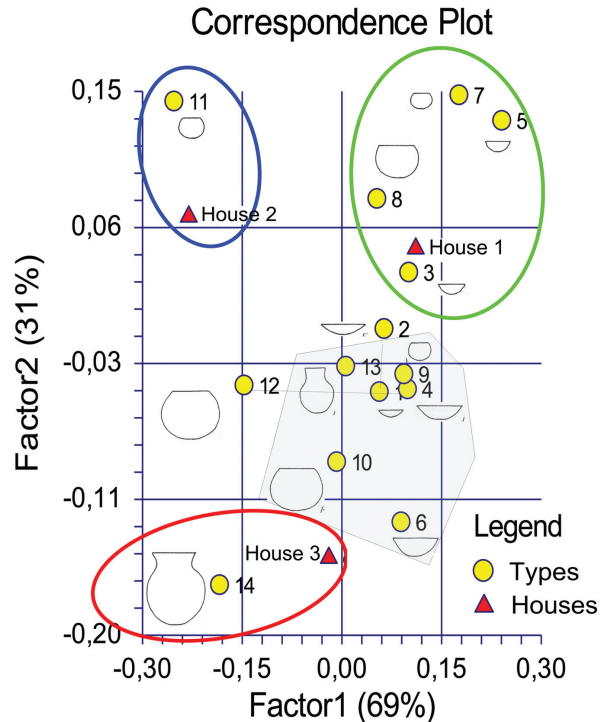 Correspondence Plot
0,15
11
7
5
8
House 2
0,06
House 1
3
2
-0,03
13
9
12
4
10
-0,11
6
Legend
House 3
Types
14
Houses
-0,20
-0,30
-0,15
0,00
0,15
0,30
Factor1 (69%)
Factor2 (31%)